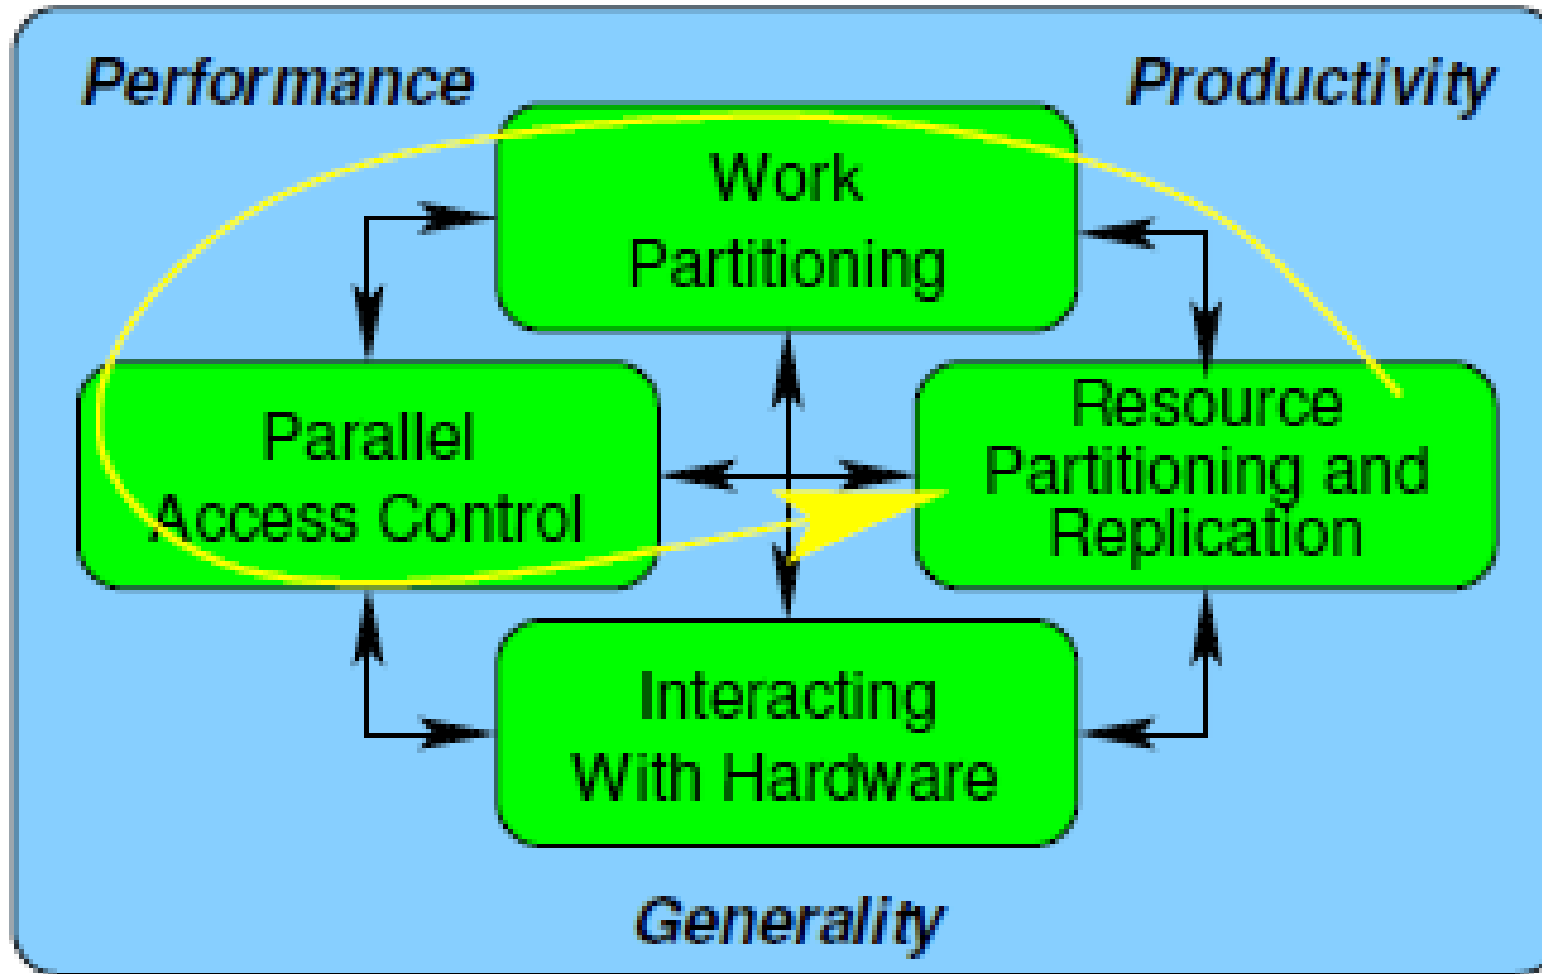 Performance
Productivity
Work
Partitioning
Parallel
Access Control
Resource
Partitioning and
Replication
Interacting
With Hardware
Generality